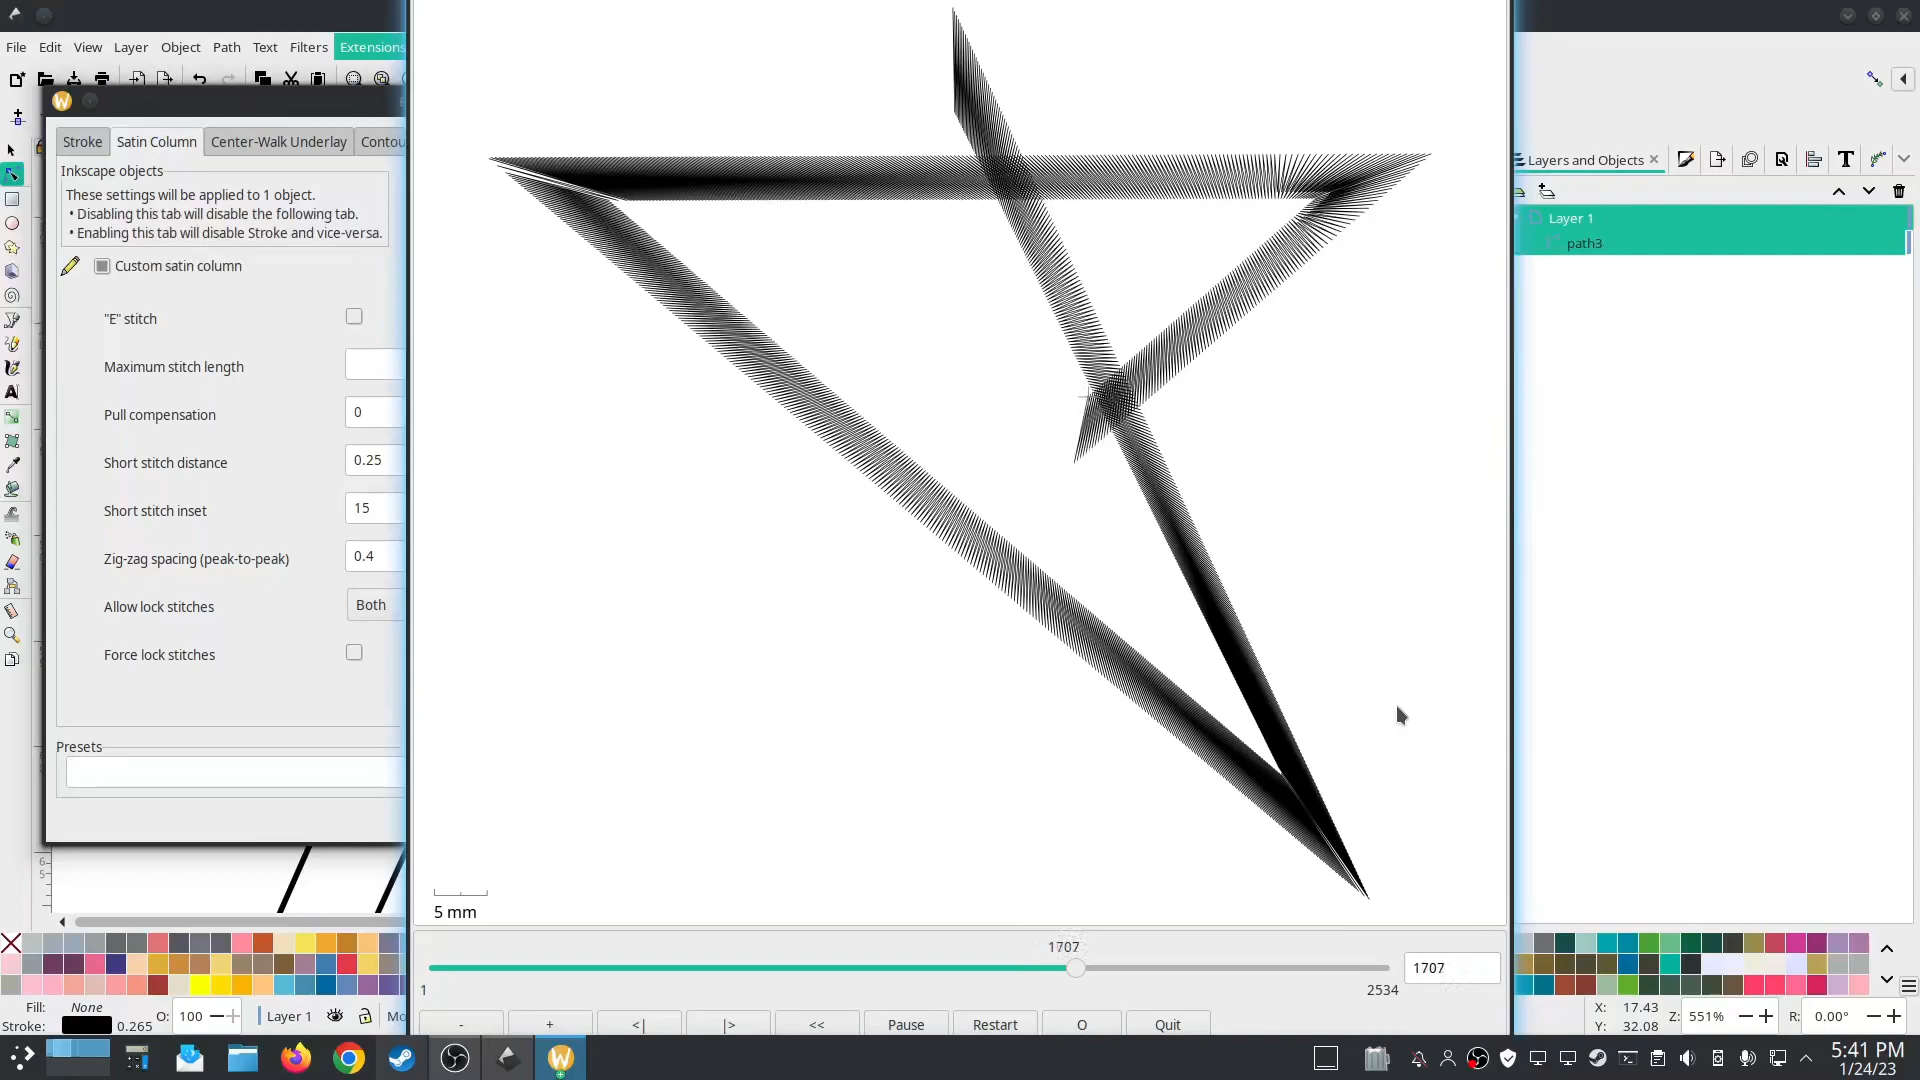 File Edit View Layer Object Path Text Filters Extensions
Stroke Satin Column Center-Walk Underlay Contou
Inkscape objects
These settings will be applied to 1 object.
• Disabling this tab will disable the following tab.
• Enabling this tab will disable Stroke and vice-versa.
Custom satin column
"E" stitch
Maximum stitch length
Pull compensation 0
Short stitch distance 0.25
Short stitch inset 15
Zig-zag spacing (peak-to-peak) 0.4
Allow lock stitches Both
Force lock stitches
Presets
5 mm
1707
1707
1 2534
- + <| |> << Pause Restart O Quit
Layers and Objects
Layer 1
path3
Fill: None
Stroke: 0.265
O: 100
Layer 1
Mo
X: 17.43
Y: 32.08
Z: 551%
R: 0.00°
5:41 PM
1/24/23